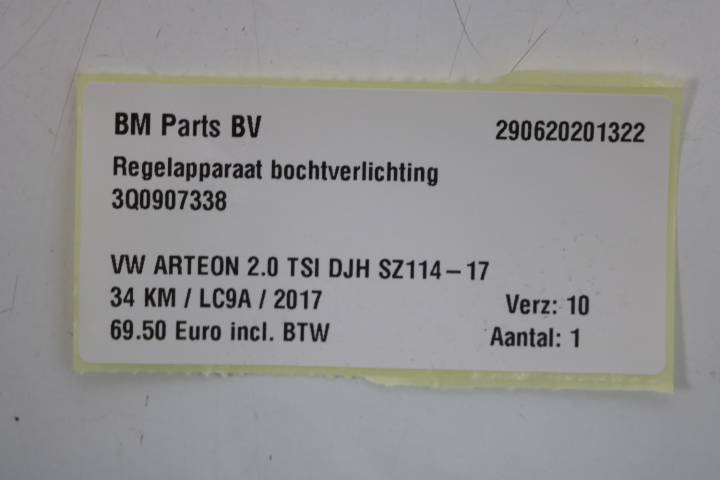 BM Parts BV 290620201322
Regelapparaat bochtverlichting
3Q0907338
VW ARTEON 2.0 TSI DJH SZ114-17
34 KM / LC9A / 2017 Verz: 10
69.50 Euro incl. BTW Aantal: 1